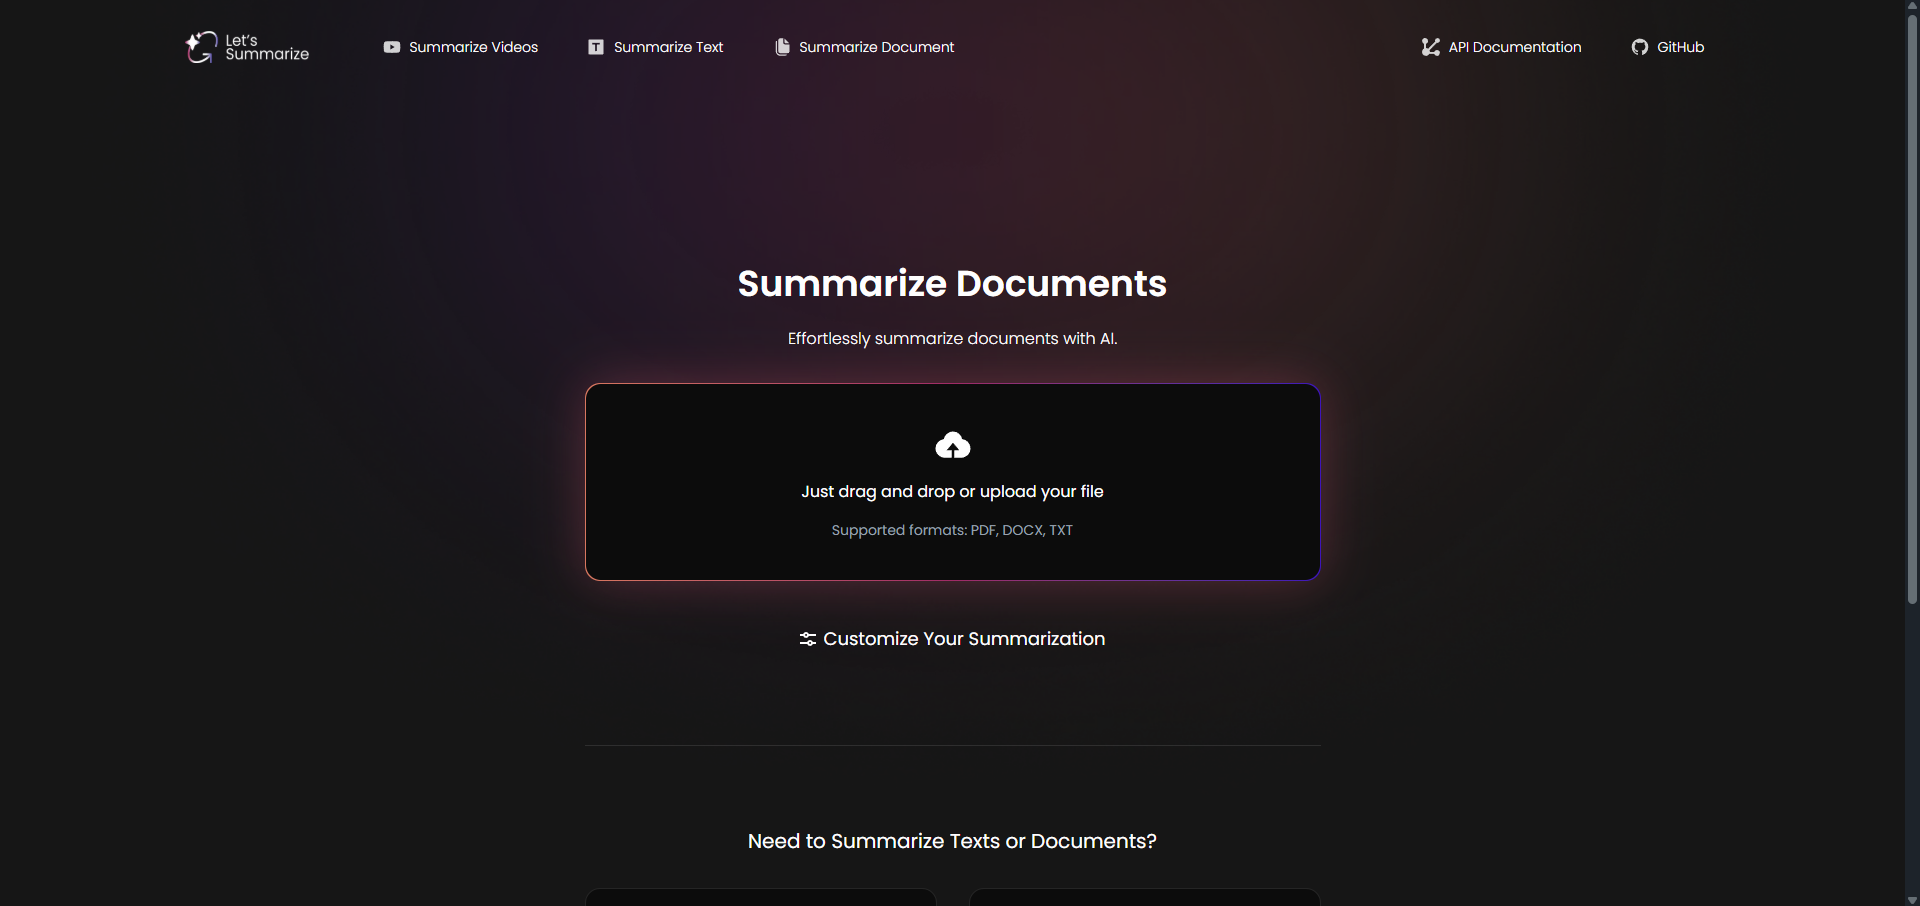 Let's
Summarize
Summarize Videos
Summarize Text
Summarize Document
API Documentation
GitHub
Summarize Documents
Effortlessly summarize documents with AI.
Just drag and drop or upload your file
Supported formats: PDF, DOCX, TXT
Customize Your Summarization
Need to Summarize Texts or Documents?